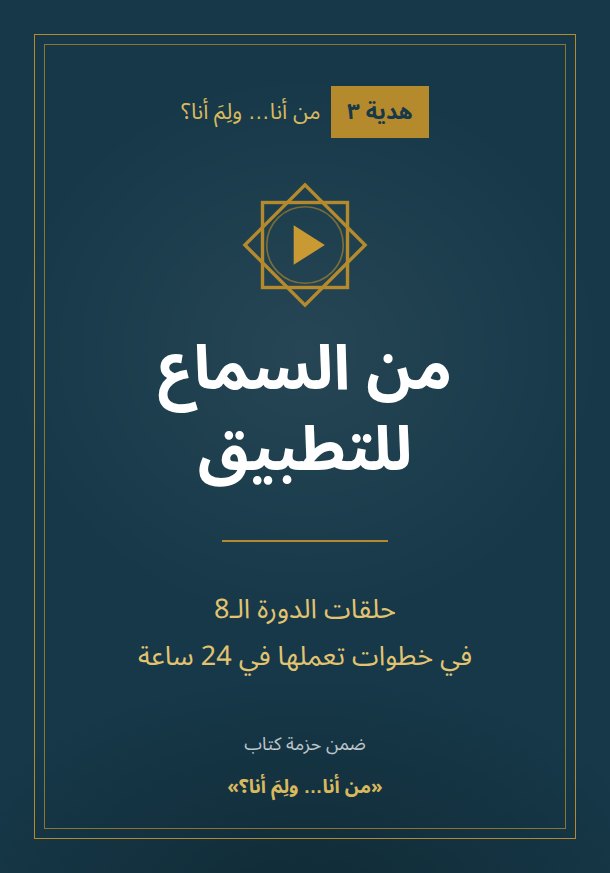 هدية ٣ من أنا... ولِمَ أنا؟
من السماع
للتطبيق
حلقات الدورة الـ8
في خطوات تعملها في 24 ساعة
ضمن حزمة كتاب
«من أنا... ولِمَ أنا؟»